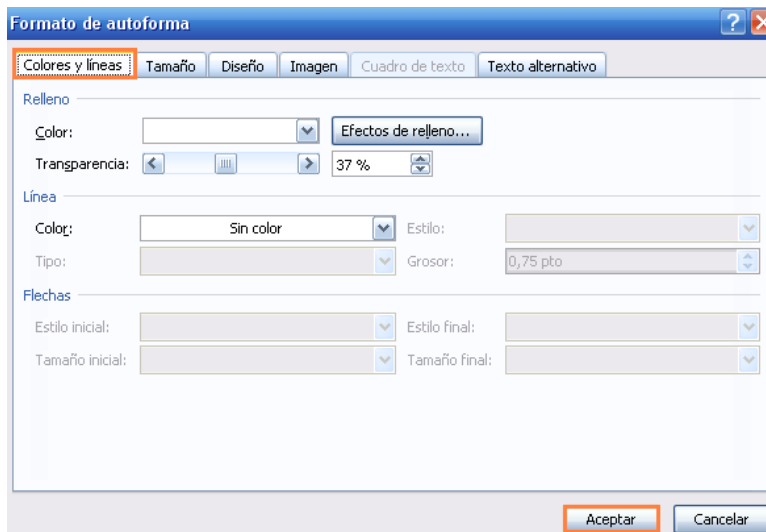 Formato de autoforma
Colores y líneas Tamaño Diseño Imagen Cuadro de texto Texto alternativo
Relleno
Color: Efectos de relleno...
Transparencia: 37 %
Línea
Color: Sin color Estilo:
Tipo: Grosor: 0,75 pto
Flechas
Estilo inicial: Estilo final:
Tamaño inicial: Tamaño final:
Aceptar Cancelar